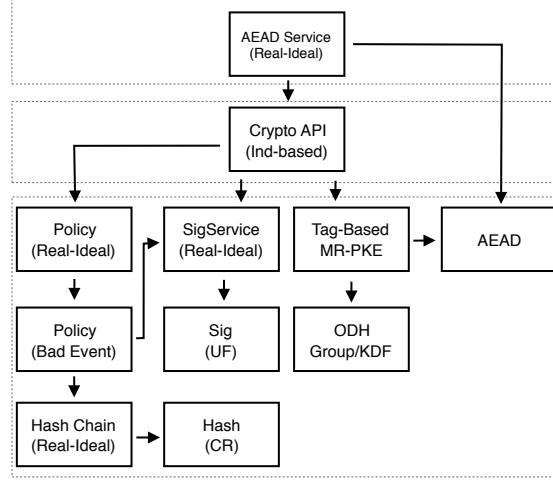 AEAD Service
(Real-Ideal)
Crypto API
(Ind-based)
Policy
(Real-Ideal)
SigService
(Real-Ideal)
Tag-Based
MR-PKE
AEAD
Policy
(Bad Event)
Sig
(UF)
ODH
Group/KDF
Hash Chain
(Real-Ideal)
Hash
(CR)